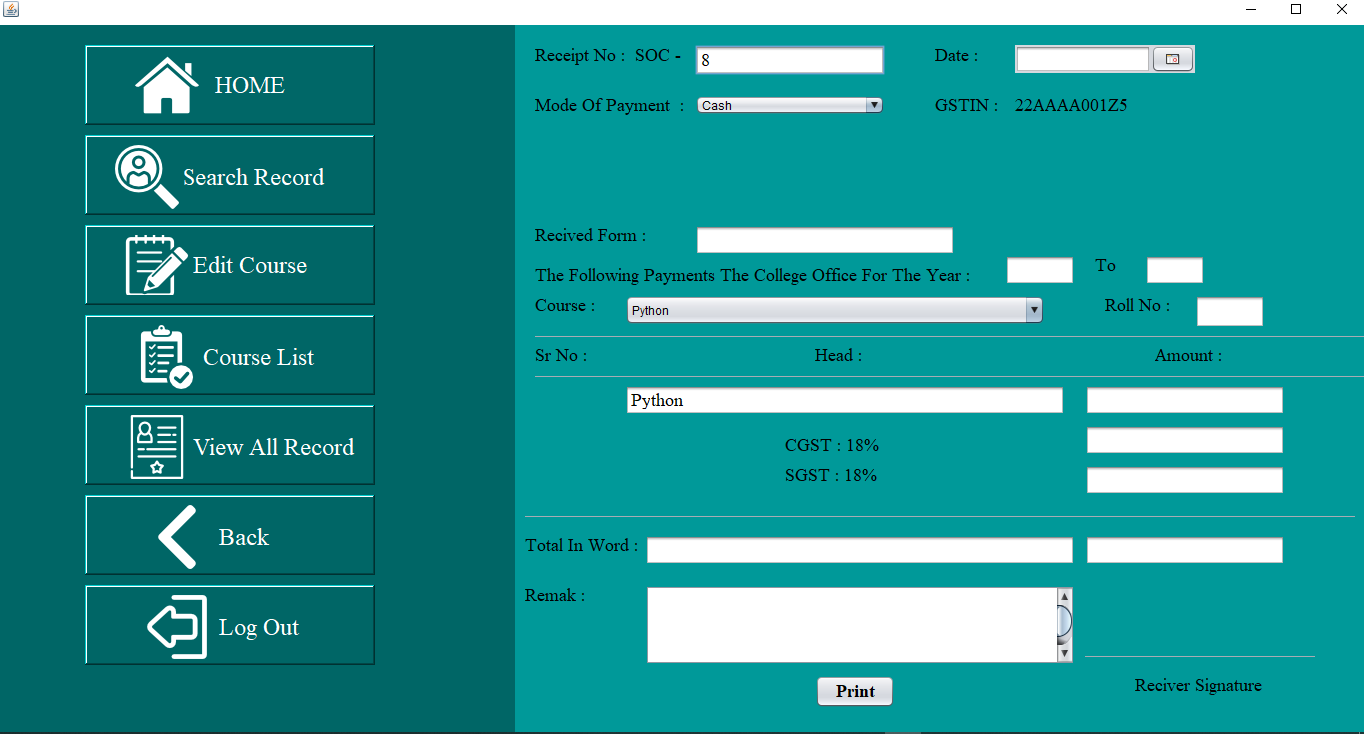 HOME
Search Record
Edit Course
Course List
View All Record
Back
Log Out
Receipt No : SOC - 8 Date :
Mode Of Payment : Cash GSTIN : 22AAAA001Z5
Recived Form :
The Following Payments The College Office For The Year : To
Course : Python Roll No :
Sr No : Head : Amount :
Python
CGST : 18%
SGST : 18%
Total In Word :
Remak :
Print
Reciver Signature